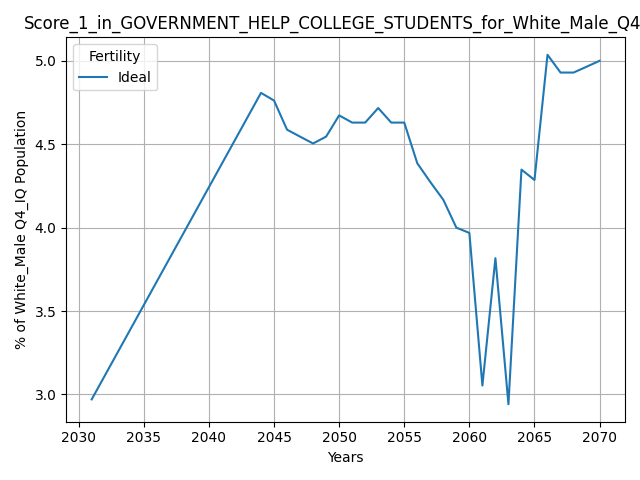 Score_1_in_GOVERNMENT_HELP_COLLEGE_STUDENTS_for_White_Male_Q4
Fertility
Ideal
% of White_Male Q4_IQ Population
5.0
4.5
4.0
3.5
3.0
2030 2035 2040 2045 2050 2055 2060 2065 2070
Years